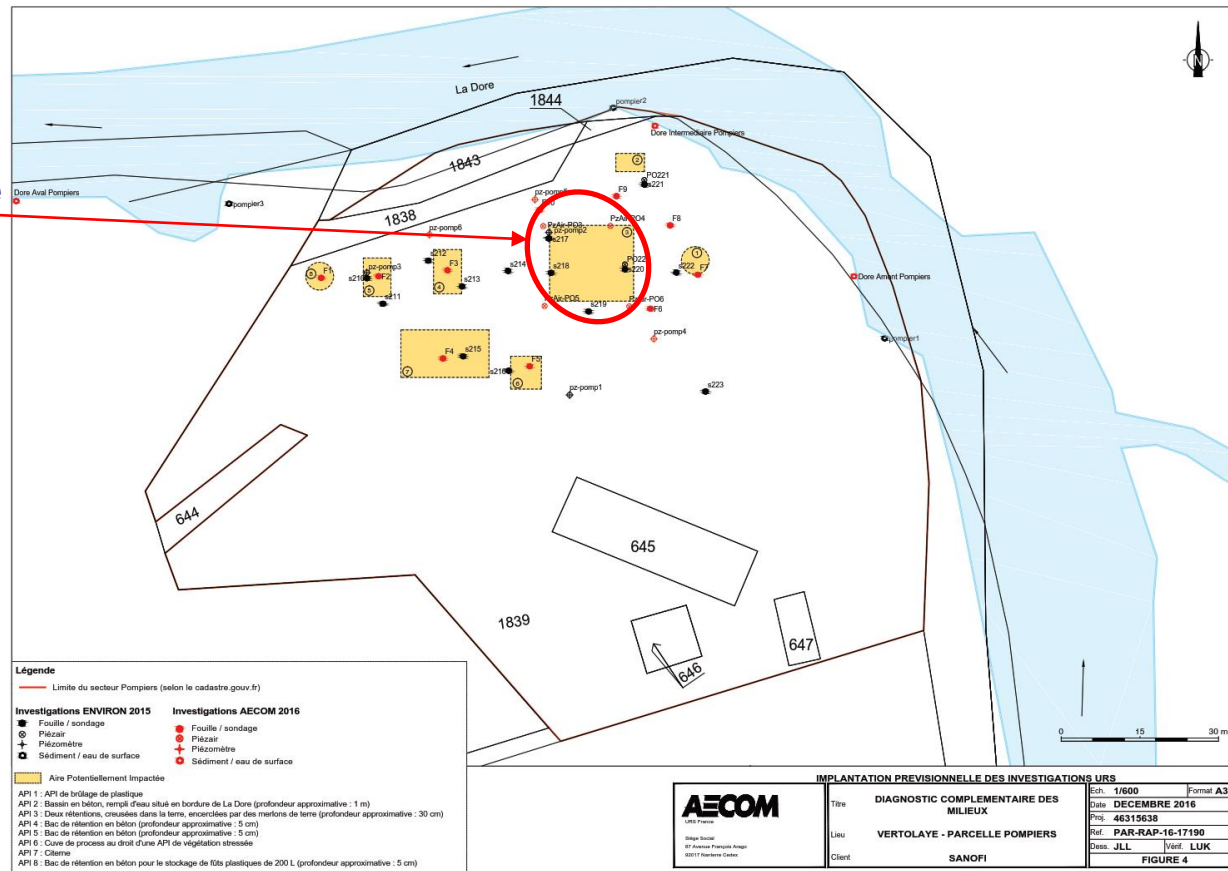 N
La Dore
1844
pompier2
Dore Intermediaire Pompiers
1843
②
PO221
s221
Dore Aval Pompiers
pompier3
F9
1838
PzAir-PO3
PzAir-PO4
F8
pz-pomp6
pz-pomp2
s217
③
①
s212
F3
s214
s218
s220
s222
F7
Dore Amont Pompiers
⑧
F1
pz-pomp3
s210
F2
⑤
④
s213
s211
s219
F6
pz-pomp4
pompier1
F4
s215
⑦
s216
F5
⑥
pz-pomp1
s223
644
645
1839
646
647
Légende
Limite du secteur Pompiers (selon le cadastre.gouv.fr)
Investigations ENVIRON 2015
Fouille / sondage
Piézair
Piézomètre
Sédiment / eau de surface
Investigations AECOM 2016
Fouille / sondage
Piézair
Piézomètre
Sédiment / eau de surface
Aire Potentiellement Impactée
API 1 : API de brûlage de plastique
API 2 : Bassin en béton, rempli d'eau situé en bordure de La Dore (profondeur approximative : 1 m)
API 3 : Deux rétentions, creusées dans la terre, encerclées par des merlons de terre (profondeur approximative : 30 cm)
API 4 : Bac de rétention en béton (profondeur approximative : 5 cm)
API 5 : Bac de rétention en béton (profondeur approximative : 5 cm)
API 6 : Cuve de process au droit d'une API de végétation stressée
API 7 : Citerne
API 8 : Bac de rétention en béton pour le stockage de fûts plastiques de 200 L (profondeur approximative : 5 cm)
0 15 30 m
IMPLANTATION PREVISIONNELLE DES INVESTIGATIONS URS
AECOM
URS France
Siège Social
87 Avenue François Arago
92017 Nanterre Cedex
Titre DIAGNOSTIC COMPLEMENTAIRE DES
MILIEUX
Lieu VERTOLAYE - PARCELLE POMPIERS
Client SANOFI
Ech. 1/600 Format A3
Date DECEMBRE 2016
Proj. 46315638
Ref. PAR-RAP-16-17190
Dess. JLL Vérif. LUK
FIGURE 4